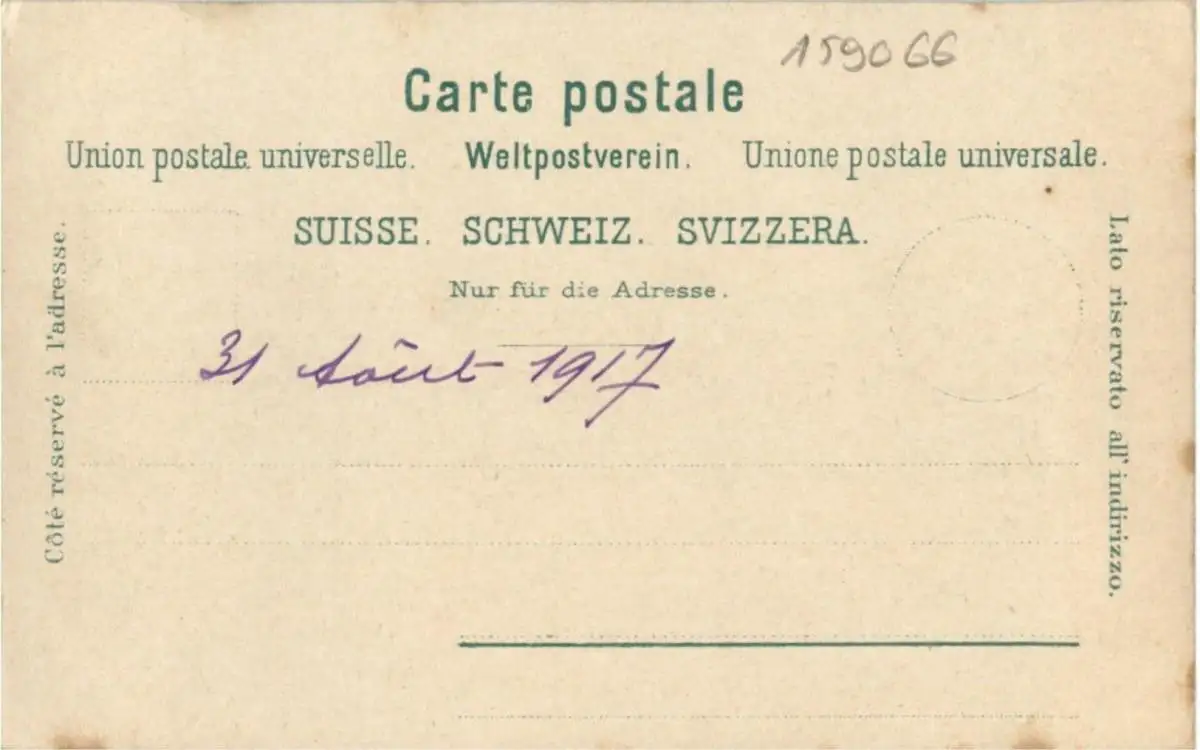 159066
Carte postale
Union postale universelle. Weltpostverein. Unione postale universale.
SUISSE. SCHWEIZ. SVIZZERA.
Nur für die Adresse.
Côté réservé à l'adresse.
31 Aôut 1917
Lato riservato all'indirizzo.